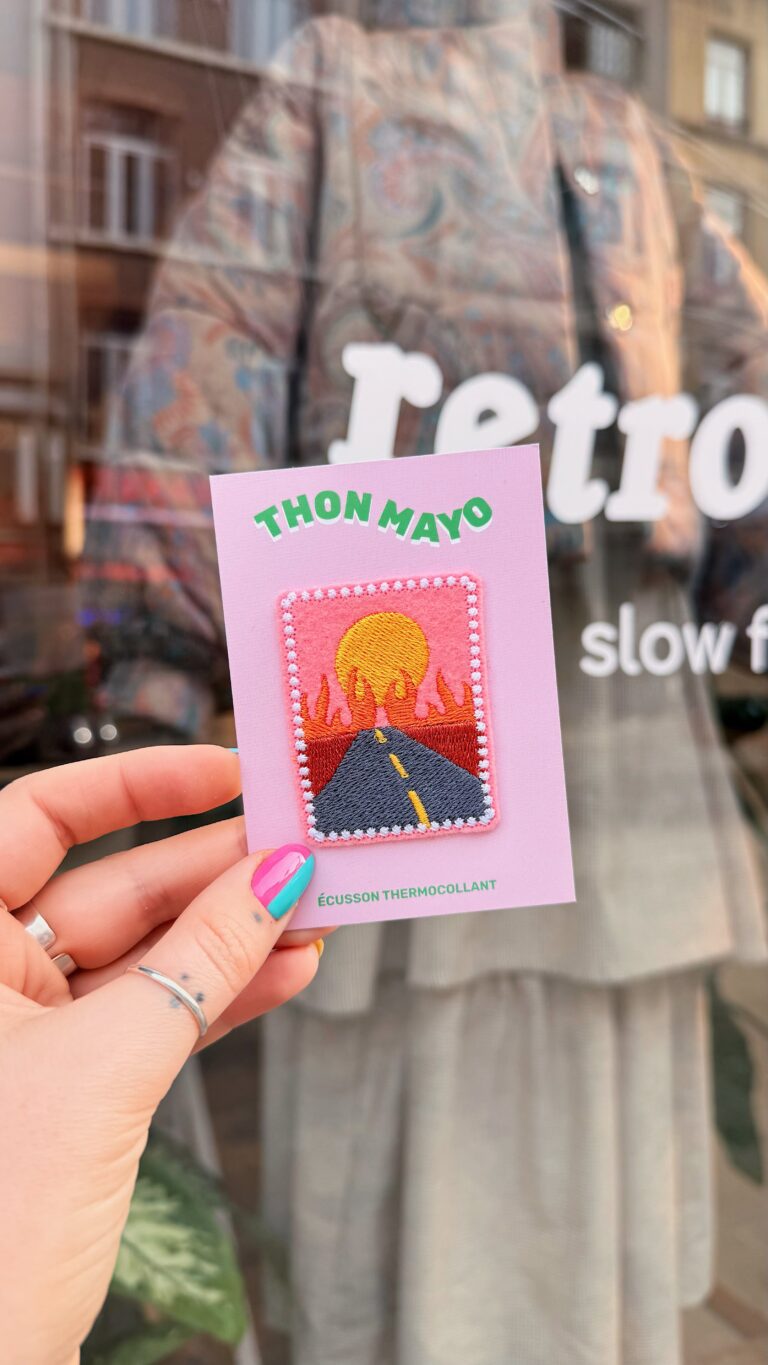 retro
slow f
THON MAYO
ÉCUSSON THERMOCOLLANT